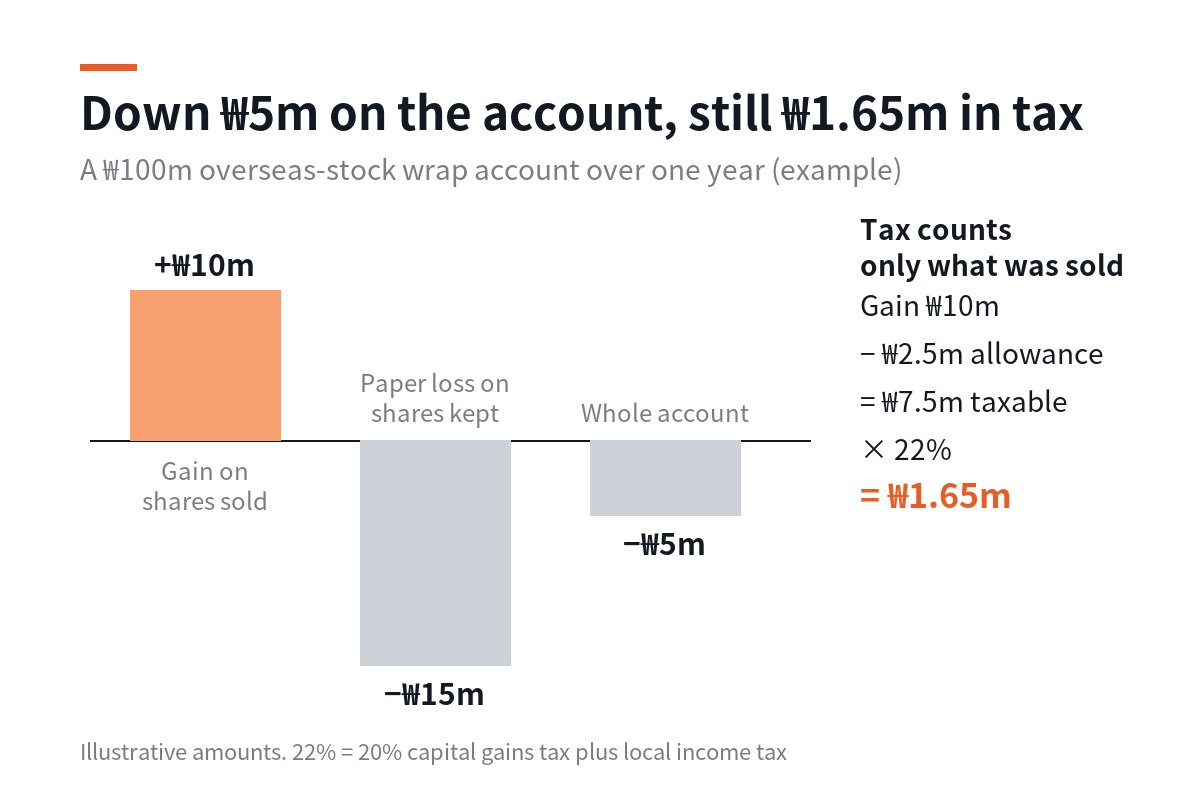 Down ₩5m on the account, still ₩1.65m in tax
A ₩100m overseas-stock wrap account over one year (example)
+₩10m
Gain on
shares sold
Paper loss on
shares kept
−₩15m
Whole account
−₩5m
Tax counts
only what was sold
Gain ₩10m
− ₩2.5m allowance
= ₩7.5m taxable
× 22%
= ₩1.65m
Illustrative amounts. 22% = 20% capital gains tax plus local income tax